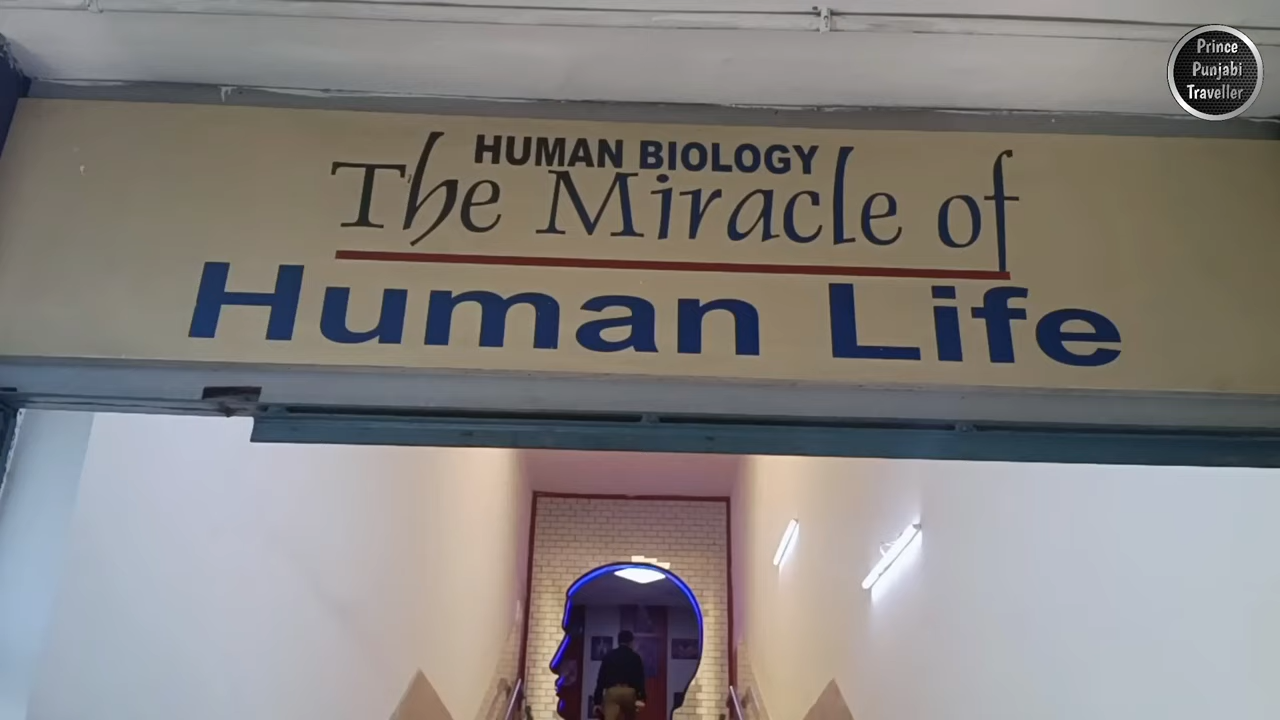 HUMAN BIOLOGY
The Miracle of
Human Life
Prince
Punjabi
Traveller